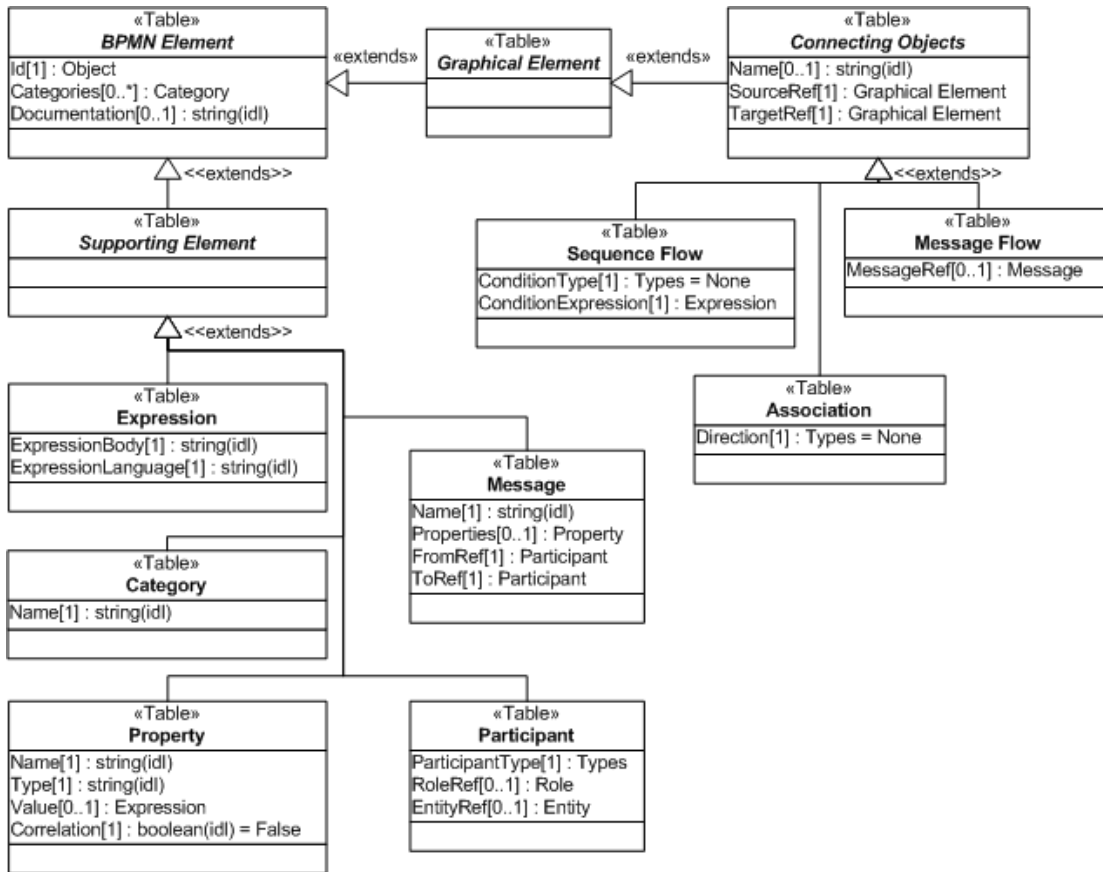 «Table»
BPMN Element
Id[1] : Object
Categories[0..*] : Category
Documentation[0..1] : string(idl)
«extends»
«Table»
Graphical Element
«extends»
«Table»
Connecting Objects
Name[0..1] : string(idl)
SourceRef[1] : Graphical Element
TargetRef[1] : Graphical Element
<<extends>>
<<extends>>
«Table»
Supporting Element
«Table»
Sequence Flow
ConditionType[1] : Types = None
ConditionExpression[1] : Expression
«Table»
Message Flow
MessageRef[0..1] : Message
<<extends>>
«Table»
Expression
ExpressionBody[1] : string(idl)
ExpressionLanguage[1] : string(idl)
«Table»
Association
Direction[1] : Types = None
«Table»
Message
Name[1] : string(idl)
Properties[0..1] : Property
FromRef[1] : Participant
ToRef[1] : Participant
«Table»
Category
Name[1] : string(idl)
«Table»
Property
Name[1] : string(idl)
Type[1] : string(idl)
Value[0..1] : Expression
Correlation[1] : boolean(idl) = False
«Table»
Participant
ParticipantType[1] : Types
RoleRef[0..1] : Role
EntityRef[0..1] : Entity